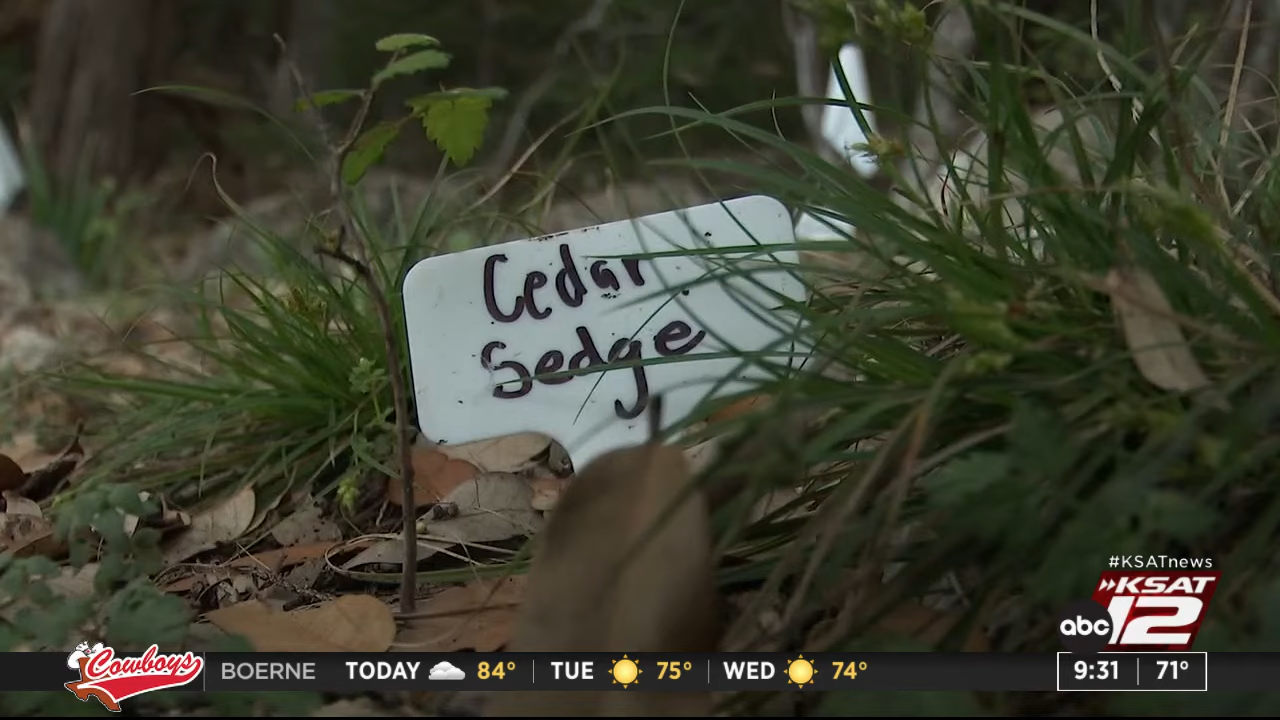 Cedar
Sedge
#KSATnews
KSAT
abc 12
Cowboys BOERNE TODAY 84° TUE 75° WED 74° 9:31 71°